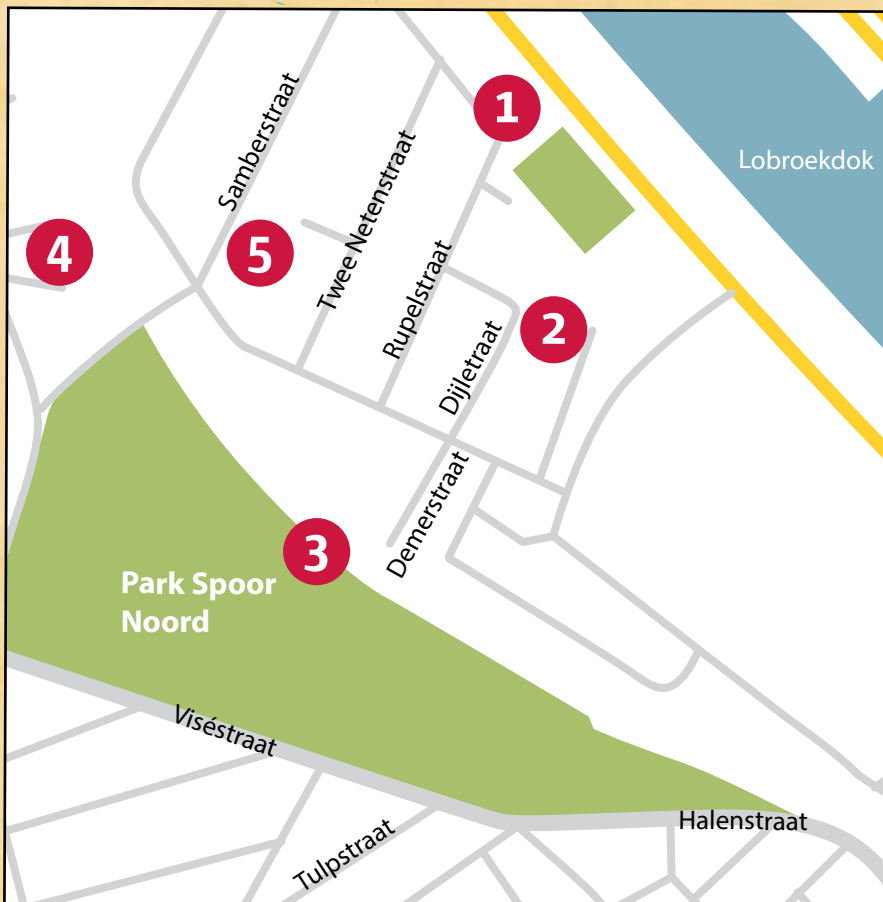 Samberstraat
1
Twee Netenstraat
Lobroekdok
4
5
Rupelstraat
2
Dijletraat
Demerstraat
3
Park Spoor
Noord
Viséstraat
Tulpstraat
Halenstraat